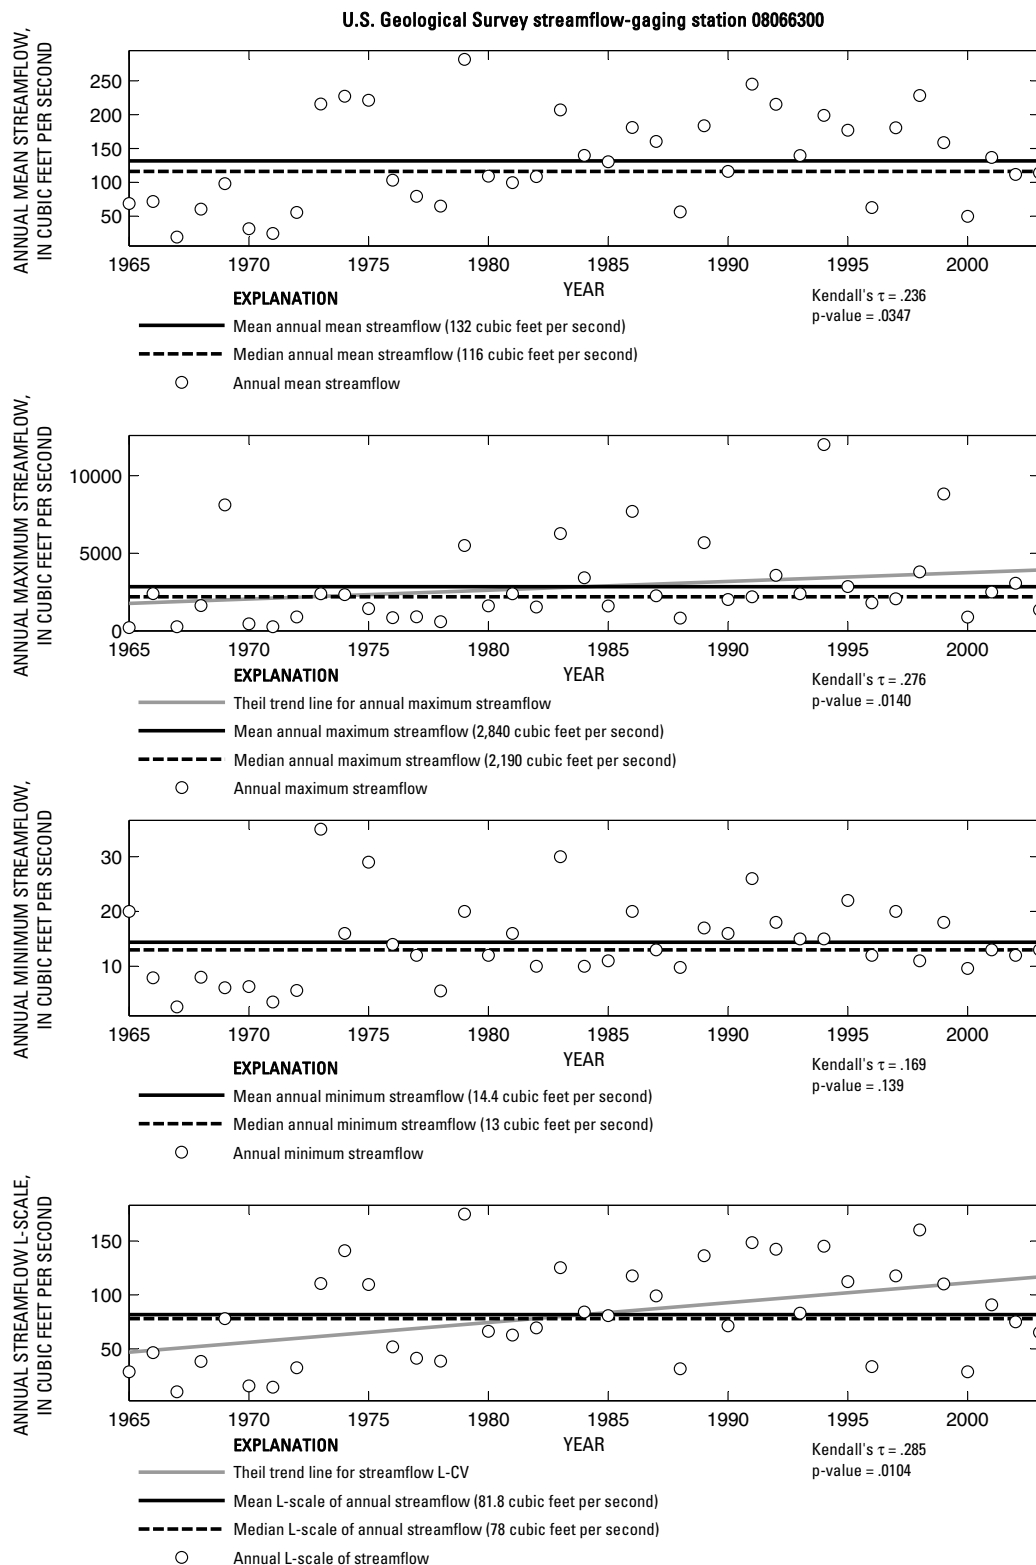 U.S. Geological Survey streamflow-gaging station 08066300
ANNUAL MEAN STREAMFLOW,
IN CUBIC FEET PER SECOND
250
200
150
100
50
1965 1970 1975 1980 1985 1990 1995 2000
YEAR
EXPLANATION
Mean annual mean streamflow (132 cubic feet per second)
Median annual mean streamflow (116 cubic feet per second)
Annual mean streamflow
Kendall's τ = .236
p-value = .0347
ANNUAL MAXIMUM STREAMFLOW,
IN CUBIC FEET PER SECOND
10000
5000
0
1965 1970 1975 1980 1985 1990 1995 2000
YEAR
EXPLANATION
Theil trend line for annual maximum streamflow
Mean annual maximum streamflow (2,840 cubic feet per second)
Median annual maximum streamflow (2,190 cubic feet per second)
Annual maximum streamflow
Kendall's τ = .276
p-value = .0140
ANNUAL MINIMUM STREAMFLOW,
IN CUBIC FEET PER SECOND
30
20
10
1965 1970 1975 1980 1985 1990 1995 2000
YEAR
EXPLANATION
Mean annual minimum streamflow (14.4 cubic feet per second)
Median annual minimum streamflow (13 cubic feet per second)
Annual minimum streamflow
Kendall's τ = .169
p-value = .139
ANNUAL STREAMFLOW L-SCALE,
IN CUBIC FEET PER SECOND
150
100
50
1965 1970 1975 1980 1985 1990 1995 2000
YEAR
EXPLANATION
Theil trend line for streamflow L-CV
Mean L-scale of annual streamflow (81.8 cubic feet per second)
Median L-scale of annual streamflow (78 cubic feet per second)
Annual L-scale of streamflow
Kendall's τ = .285
p-value = .0104